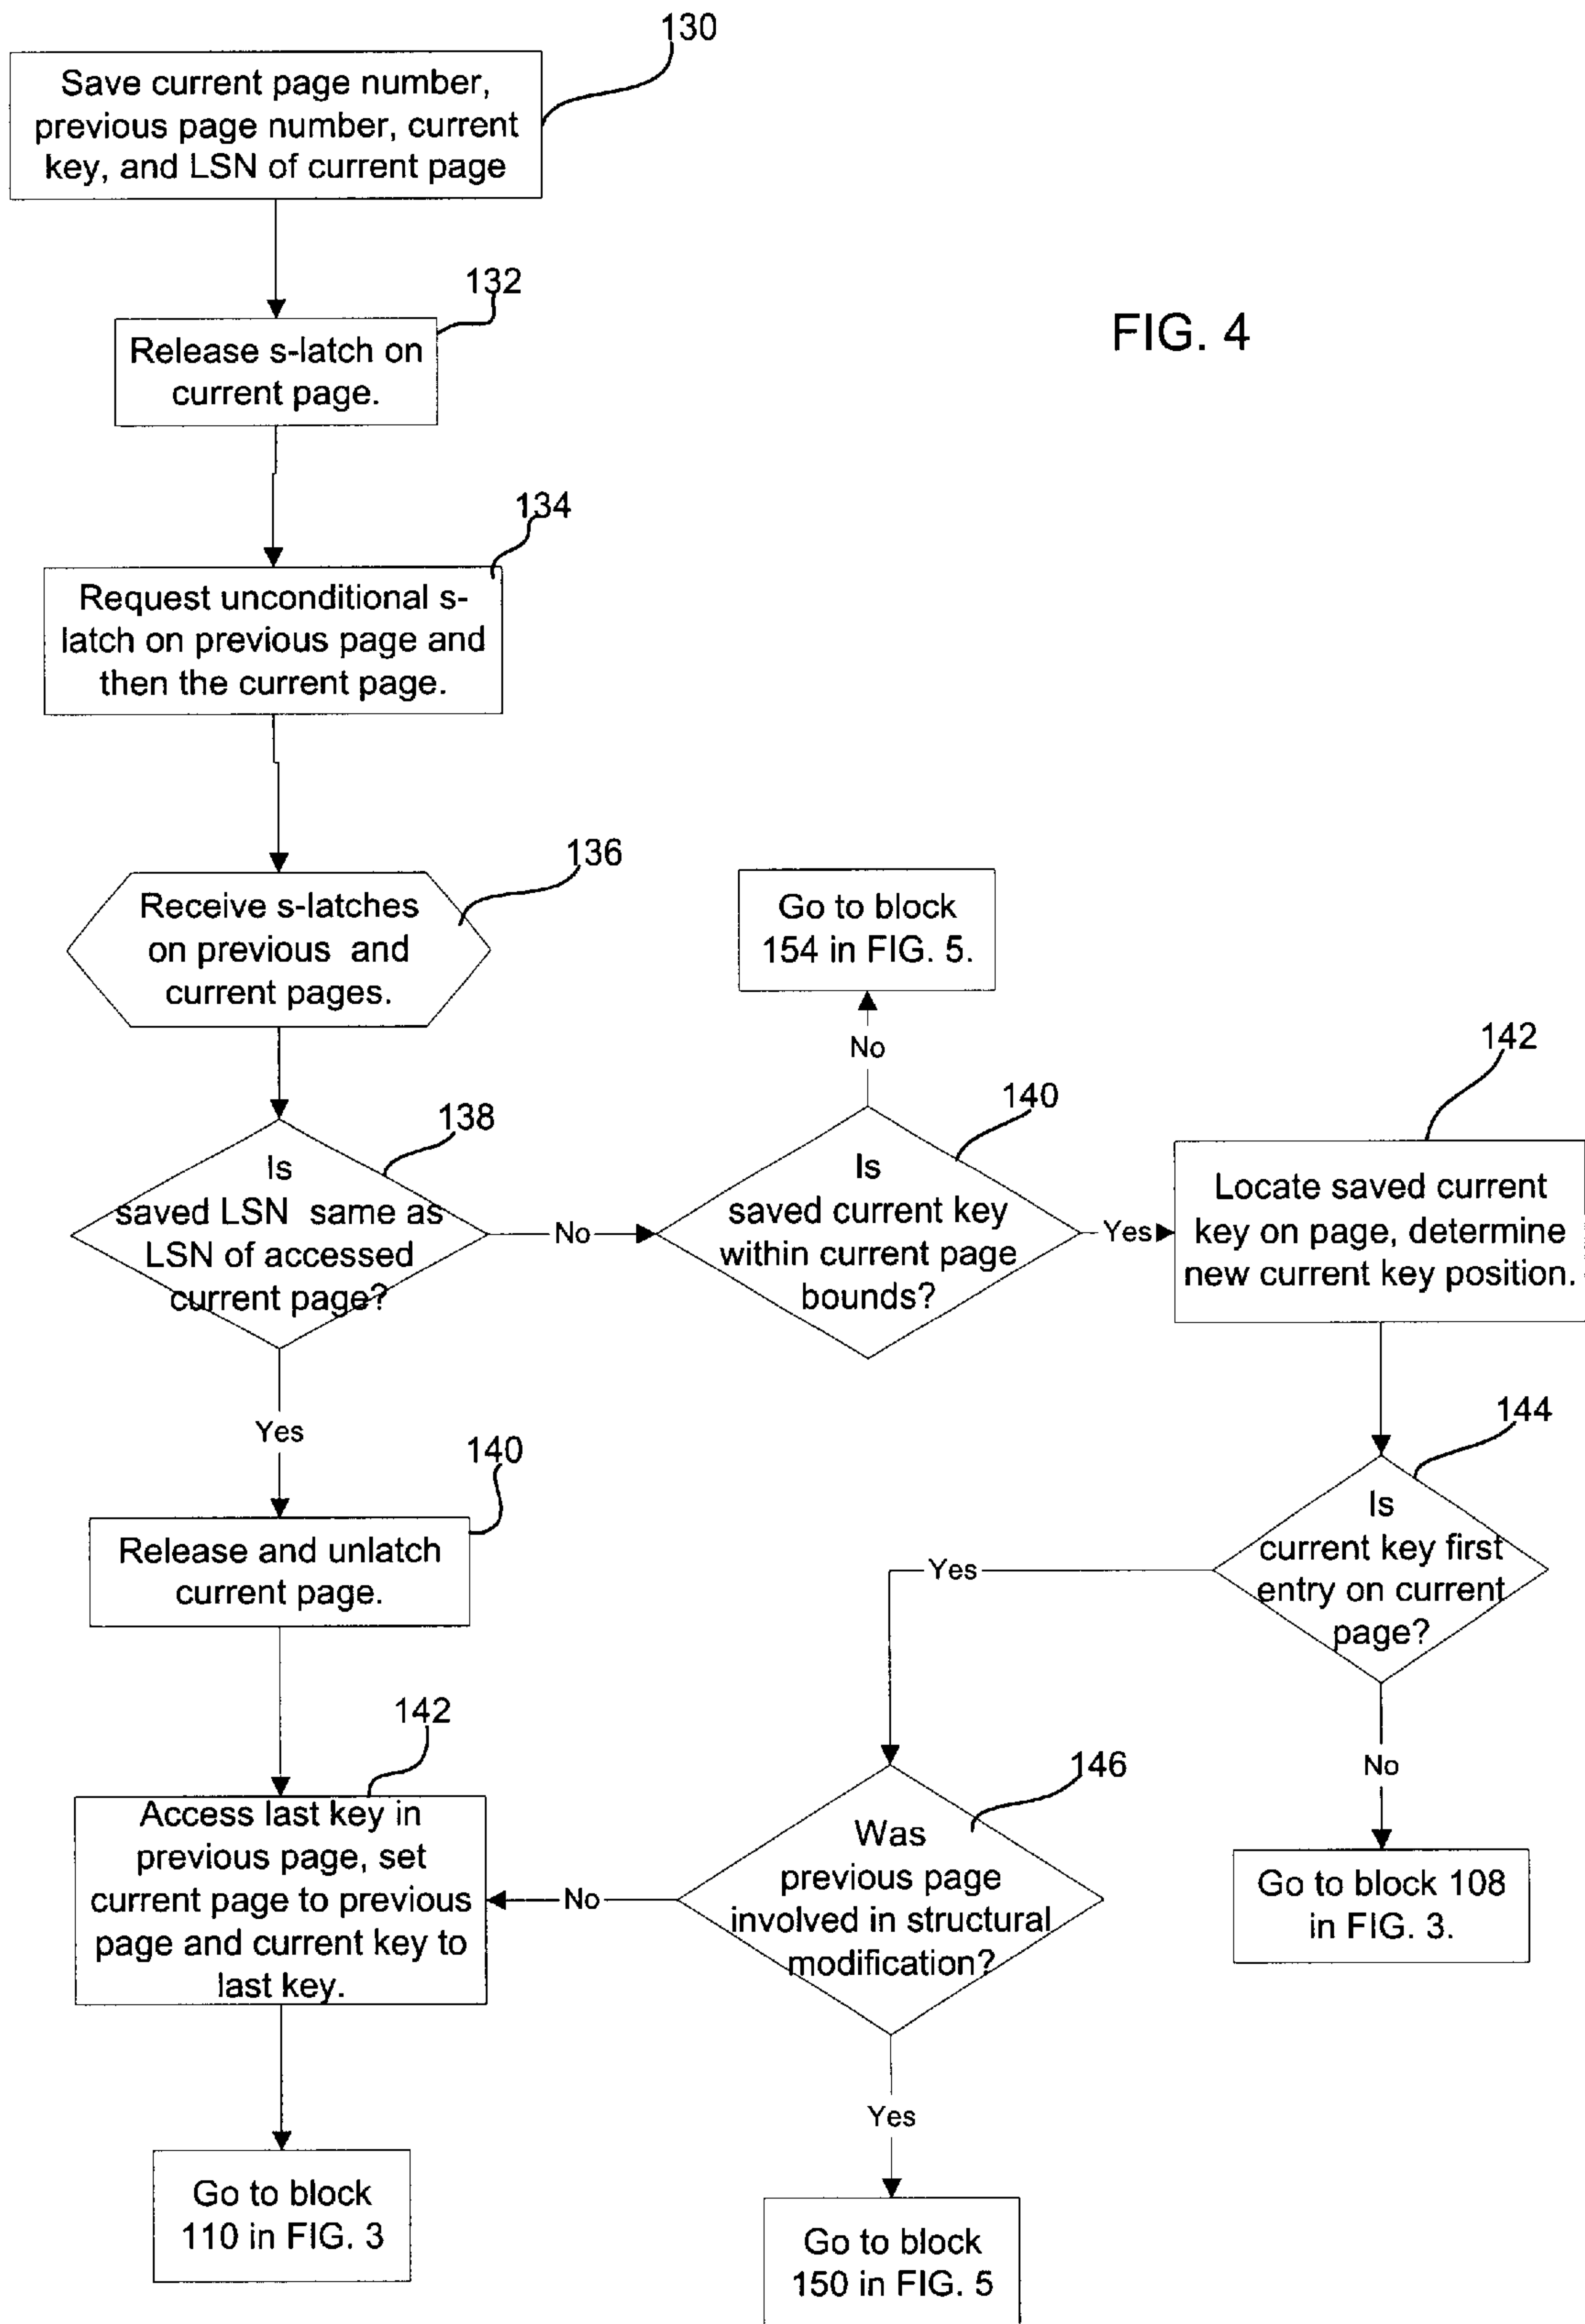 130
Save current page number,
previous page number, current
key, and LSN of current page
132
Release s-latch on
current page.
FIG. 4
134
Request unconditional s-
latch on previous page and
then the current page.
136
Receive s-latches
on previous and
current pages.
Go to block
154 in FIG. 5.
No
138
Is
saved LSN same as
LSN of accessed
current page?
No
140
Is
saved current key
within current page
bounds?
Yes
142
Locate saved current
key on page, determine
new current key position.
Yes
140
Release and unlatch
current page.
144
Is
current key first
entry on current
page?
Yes
No
142
Access last key in
previous page, set
current page to previous
page and current key to
last key.
No
146
Was
previous page
involved in structural
modification?
Go to block 108
in FIG. 3.
Yes
Go to block
110 in FIG. 3
Go to block
150 in FIG. 5